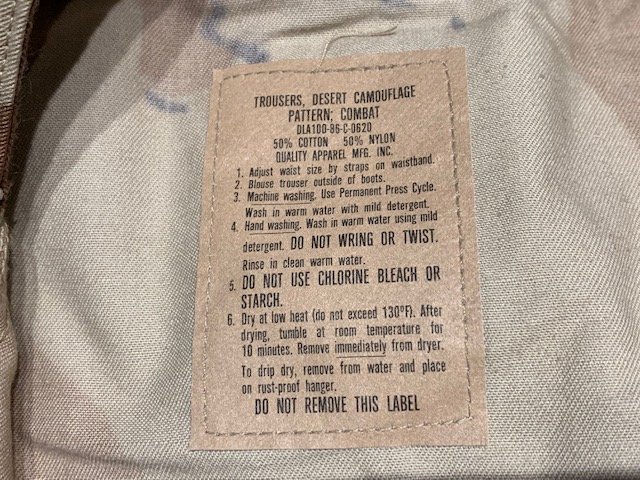 TROUSERS, DESERT CAMOUFLAGE
PATTERN; COMBAT
DLA100-86-C-0620
50% COTTON 50% NYLON
QUALITY APPAREL MFG. INC.
1. Adjust waist size by straps on waistband.
2. Blouse trouser outside of boots.
3. Machine washing. Use Permanent Press Cycle.
Wash in warm water with mild detergent.
4. Hand washing. Wash in warm water using mild
detergent. DO NOT WRING OR TWIST.
Rinse in clean warm water.
5. DO NOT USE CHLORINE BLEACH OR
STARCH.
6. Dry at low heat (do not exceed 130ºF). After
drying, tumble at room temperature for
10 minutes. Remove immediately from dryer.
To drip dry, remove from water and place
on rust-proof hanger.
DO NOT REMOVE THIS LABEL